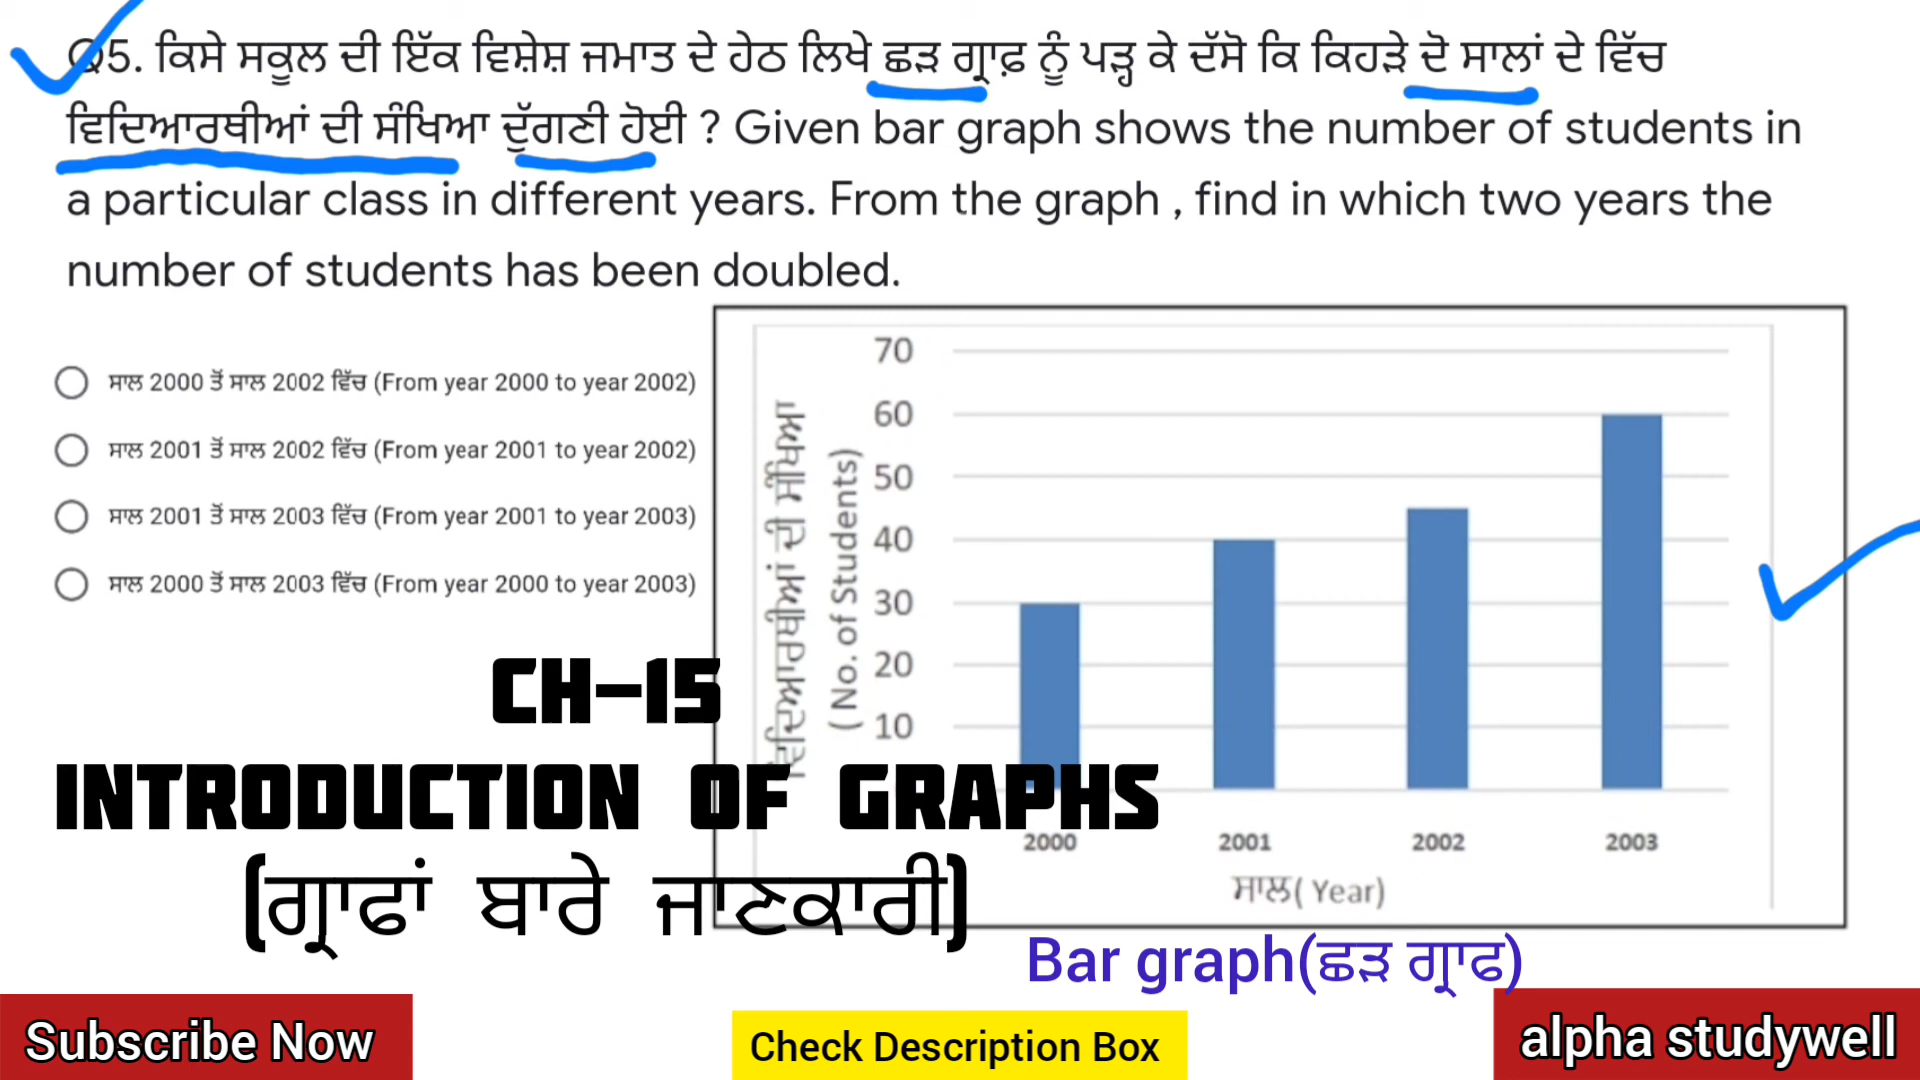 Q5. ਕਿਸੇ ਸਕੂਲ ਦੀ ਇੱਕ ਵਿਸ਼ੇਸ਼ ਜਮਾਤ ਦੇ ਹੇਠ ਲਿਖੇ ਛੜ ਗ੍ਰਾਫ਼ ਨੂੰ ਪੜ੍ਹ ਕੇ ਦੱਸੋ ਕਿ ਕਿਹੜੇ ਦੋ ਸਾਲਾਂ ਦੇ ਵਿੱਚ
ਵਿਦਿਆਰਥੀਆਂ ਦੀ ਸੰਖਿਆ ਦੁੱਗਣੀ ਹੋਈ ? Given bar graph shows the number of students in
a particular class in different years. From the graph , find in which two years the
number of students has been doubled.
ਸਾਲ 2000 ਤੋਂ ਸਾਲ 2002 ਵਿੱਚ (From year 2000 to year 2002)
ਸਾਲ 2001 ਤੋਂ ਸਾਲ 2002 ਵਿੱਚ (From year 2001 to year 2002)
ਸਾਲ 2001 ਤੋਂ ਸਾਲ 2003 ਵਿੱਚ (From year 2001 to year 2003)
ਸਾਲ 2000 ਤੋਂ ਸਾਲ 2003 ਵਿੱਚ (From year 2000 to year 2003)
ਵਿਦਿਆਰਥੀਆਂ ਦੀ ਸੰਖਿਆ
( No. of Students)
70
60
50
40
30
20
10
2000 2001 2002 2003
ਸਾਲ( Year)
CH-15
INTRODUCTION OF GRAPHS
(ਗ੍ਰਾਫਾਂ ਬਾਰੇ ਜਾਣਕਾਰੀ)
Bar graph(ਛੜ ਗ੍ਰਾਫ)
Subscribe Now
Check Description Box
alpha studywell